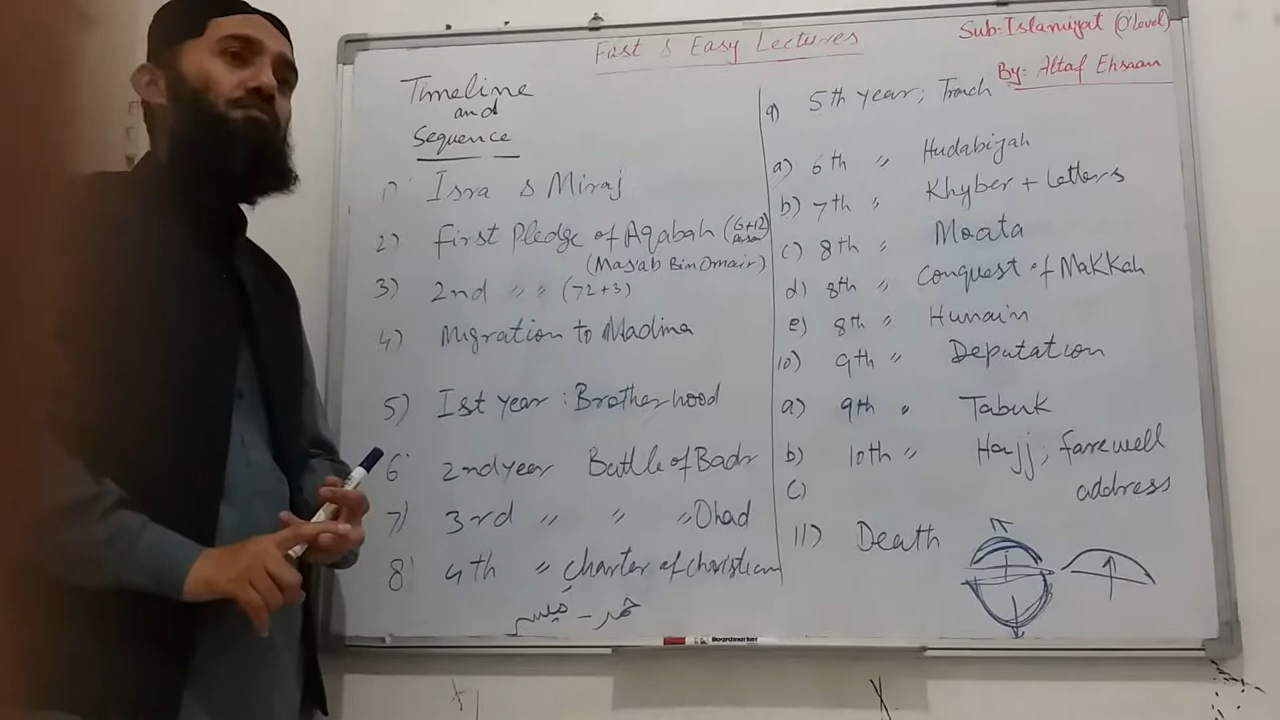 Fast & Easy Lectures
Sub: Islamiyat (O'Level)
By: Altaf Ehsaan
Timeline
and
Sequence
1) Isra & Miraj
2) First Pledge of Aqabah (6+12)
(Masab Bin Omair)
3) 2nd " " (72+3)
4) Migration to Madina
5) Ist year : Brotherhood
6 2nd year Battle of Badr
7) 3rd " " " Ohad
8 4th " Charter of Christian
خمر - میسر
9) 5th year; Trench
a) 6th " Hudabiyah
b) 7th " Khyber + Letters
c) 8th " Moata
d) 8th " Conquest of Makkah
e) 8th " Hunain
10) 9th " Deputation
a) 9th " Tabuk
b) 10th " Hajj, farewell
address
c)
11) Death
Boardmarker